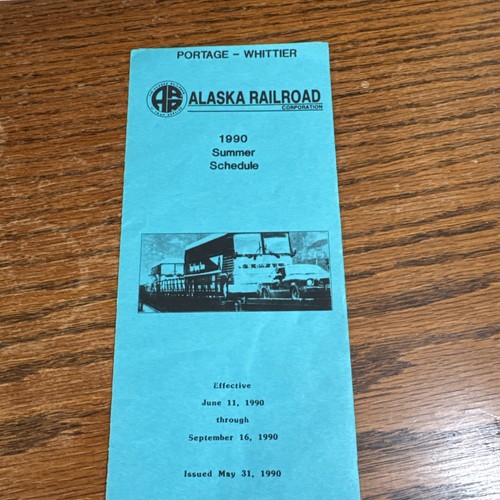 PORTAGE - WHITTIER
ARR ALASKA RAILROAD
CORPORATION
1990
Summer
Schedule
Effective
June 11, 1990
through
September 16, 1990
Issued May 31, 1990